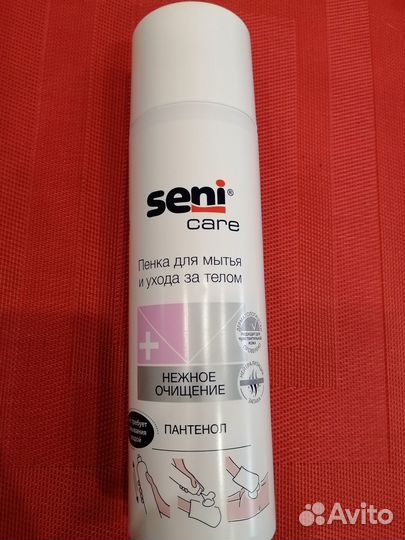 seni®
care
Пенка для мытья
и ухода за телом
НЕЖНОЕ
ОЧИЩЕНИЕ
ПАНТЕНОЛ
Avito